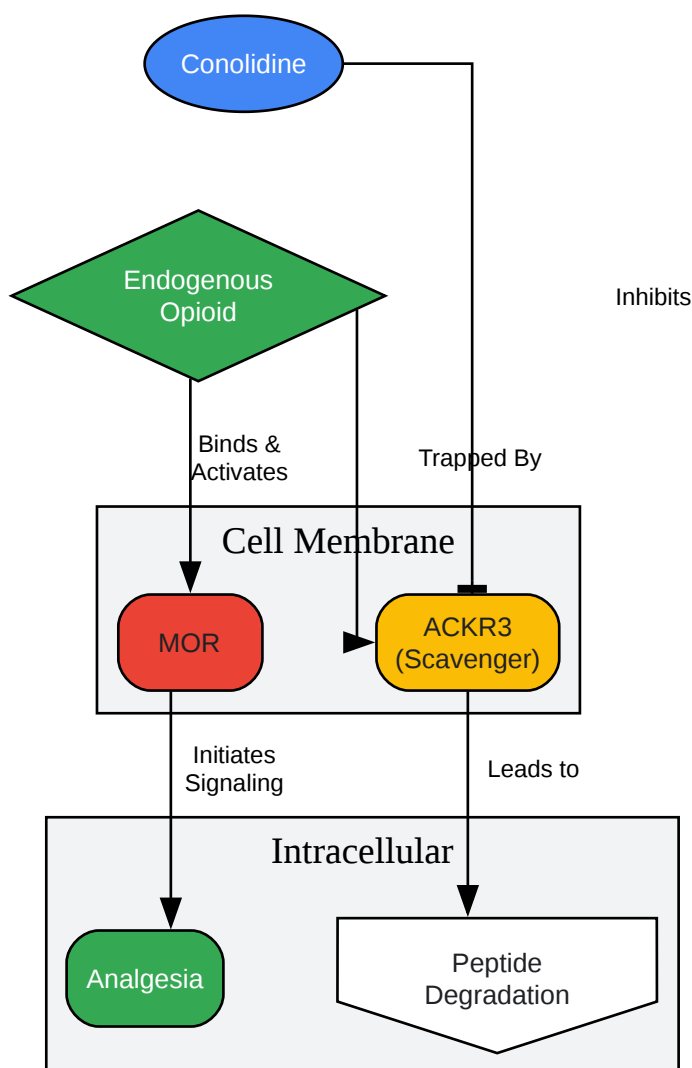 Conolidine
Endogenous
Opioid
Inhibits
Binds &
Activates
Trapped By
Cell Membrane
MOR
ACKR3
(Scavenger)
Initiates
Signaling
Leads to
Intracellular
Analgesia
Peptide
Degradation